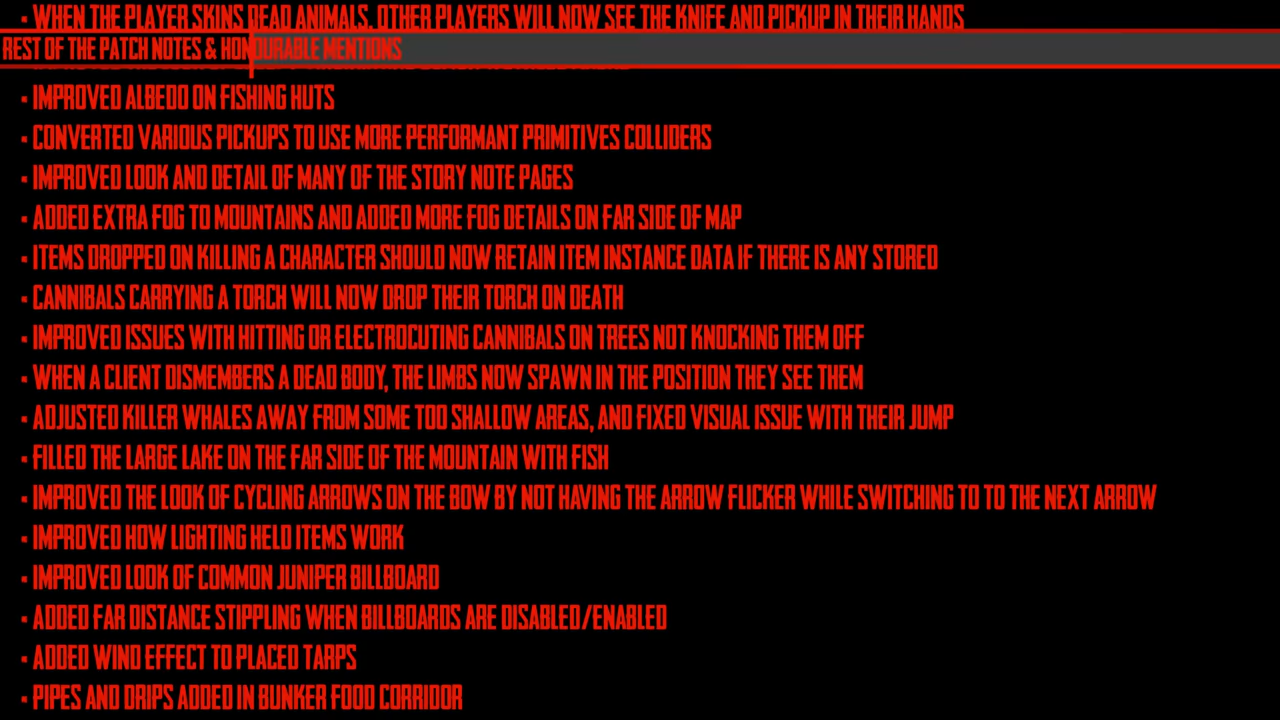 • WHEN THE PLAYER SKINS DEAD ANIMALS, OTHER PLAYERS WILL NOW SEE THE KNIFE AND PICKUP IN THEIR HANDS
REST OF THE PATCH NOTES & HONOURABLE MENTIONS
• IMPROVED ALBEDO ON FISHING HUTS
• CONVERTED VARIOUS PICKUPS TO USE MORE PERFORMANT PRIMITIVES COLLIDERS
• IMPROVED LOOK AND DETAIL OF MANY OF THE STORY NOTE PAGES
• ADDED EXTRA FOG TO MOUNTAINS AND ADDED MORE FOG DETAILS ON FAR SIDE OF MAP
• ITEMS DROPPED ON KILLING A CHARACTER SHOULD NOW RETAIN ITEM INSTANCE DATA IF THERE IS ANY STORED
• CANNIBALS CARRYING A TORCH WILL NOW DROP THEIR TORCH ON DEATH
• IMPROVED ISSUES WITH HITTING OR ELECTROCUTING CANNIBALS ON TREES NOT KNOCKING THEM OFF
• WHEN A CLIENT DISMEMBERS A DEAD BODY, THE LIMBS NOW SPAWN IN THE POSITION THEY SEE THEM
• ADJUSTED KILLER WHALES AWAY FROM SOME TOO SHALLOW AREAS, AND FIXED VISUAL ISSUE WITH THEIR JUMP
• FILLED THE LARGE LAKE ON THE FAR SIDE OF THE MOUNTAIN WITH FISH
• IMPROVED THE LOOK OF CYCLING ARROWS ON THE BOW BY NOT HAVING THE ARROW FLICKER WHILE SWITCHING TO TO THE NEXT ARROW
• IMPROVED HOW LIGHTING HELD ITEMS WORK
• IMPROVED LOOK OF COMMON JUNIPER BILLBOARD
• ADDED FAR DISTANCE STIPPLING WHEN BILLBOARDS ARE DISABLED/ENABLED
• ADDED WIND EFFECT TO PLACED TARPS
• PIPES AND DRIPS ADDED IN BUNKER FOOD CORRIDOR